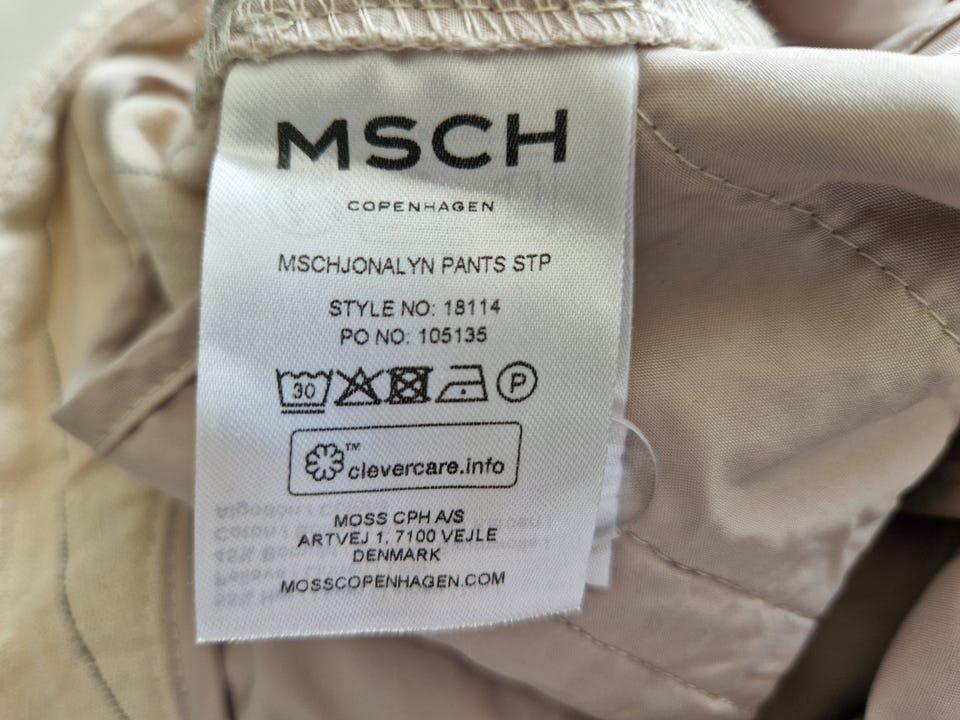 MSCH
COPENHAGEN
MSCHJONALYN PANTS STP
STYLE NO: 18114
PO NO: 105135
30
P
™
clevercare.info
MOSS CPH A/S
ARTVEJ 1, 7100 VEJLE
DENMARK
MOSSCOPENHAGEN.COM